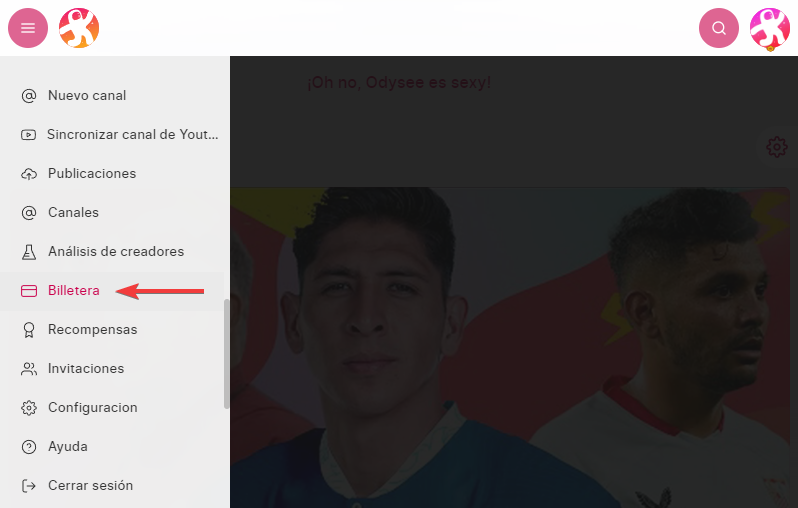 ¡Oh no, Odysee es sexy!
Nuevo canal
Sincronizar canal de Yout...
Publicaciones
Canales
Análisis de creadores
Billetera
Recompensas
Invitaciones
Configuracion
Ayuda
Cerrar sesión